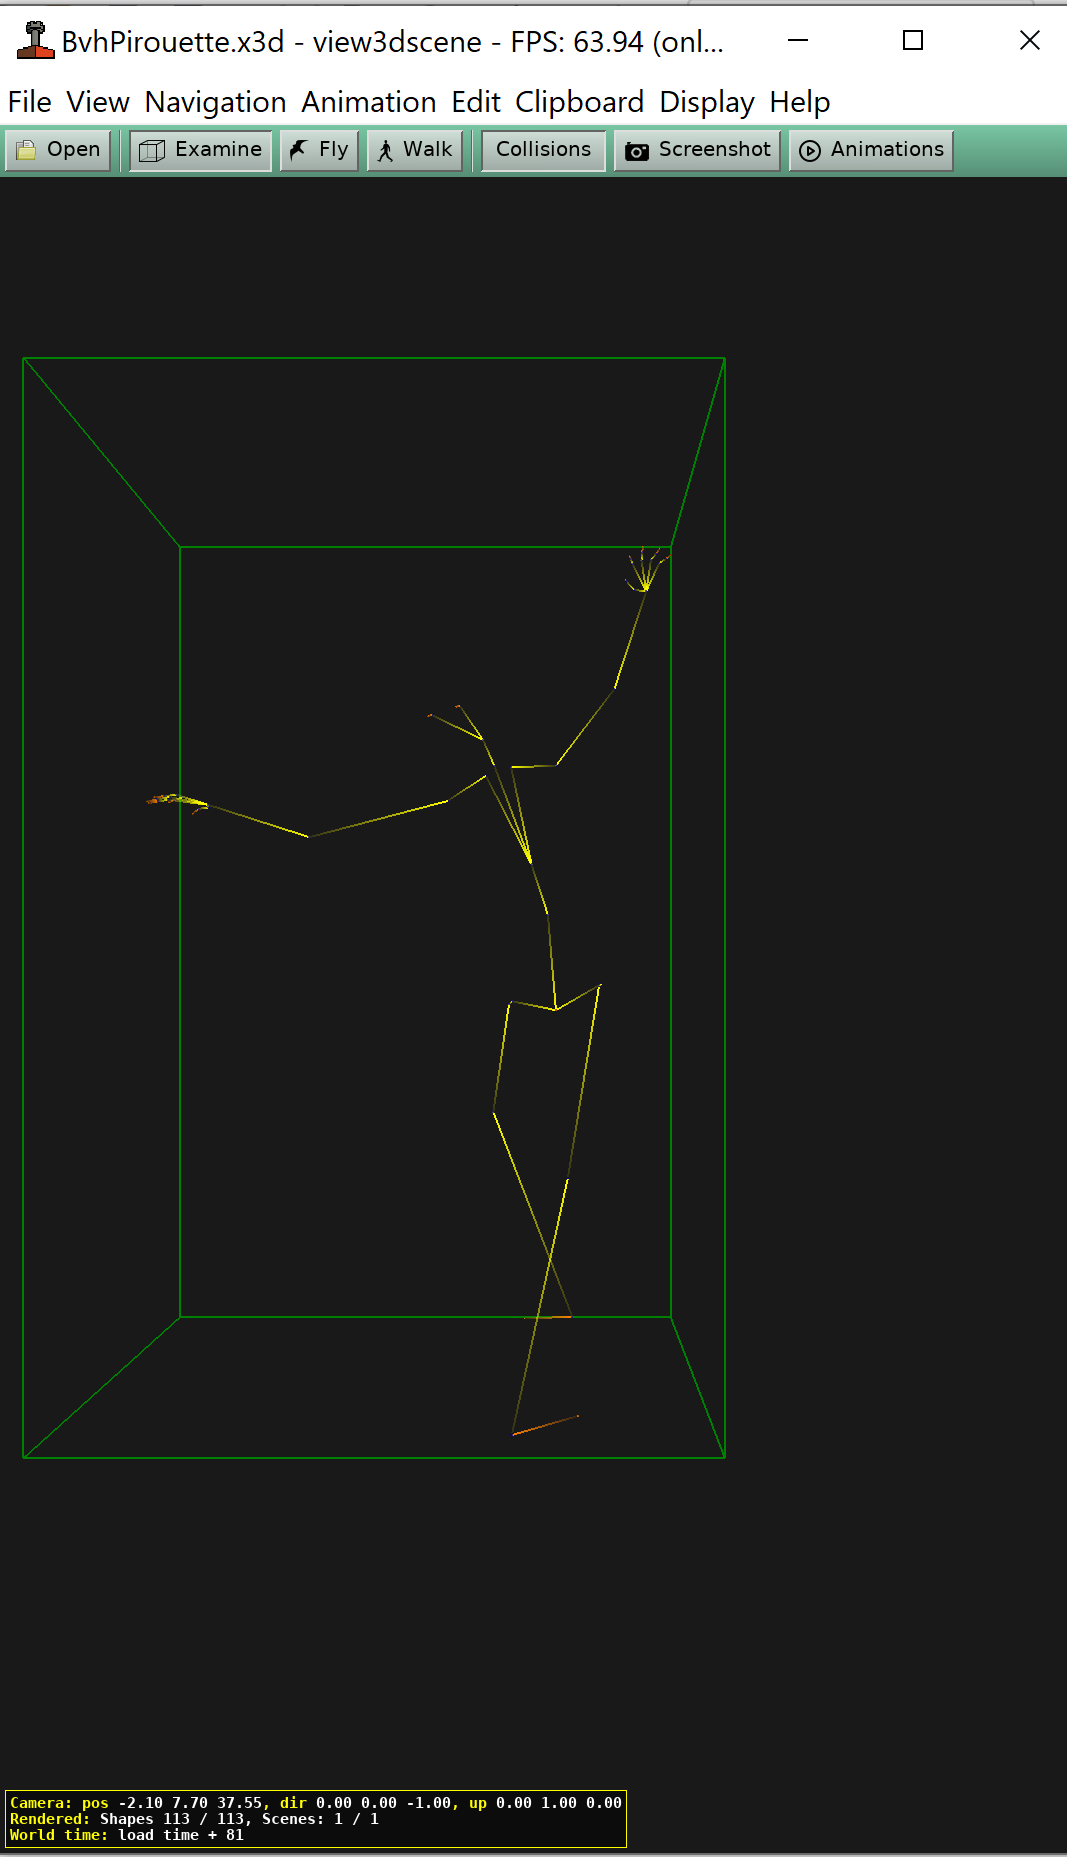 BvhPirouette.x3d - view3dscene - FPS: 63.94 (onl...
File View Navigation Animation Edit Clipboard Display Help
Open Examine Fly Walk Collisions Screenshot Animations
Camera: pos -2.10 7.70 37.55, dir 0.00 0.00 -1.00, up 0.00 1.00 0.00
Rendered: Shapes 113 / 113, Scenes: 1 / 1
World time: load time + 81